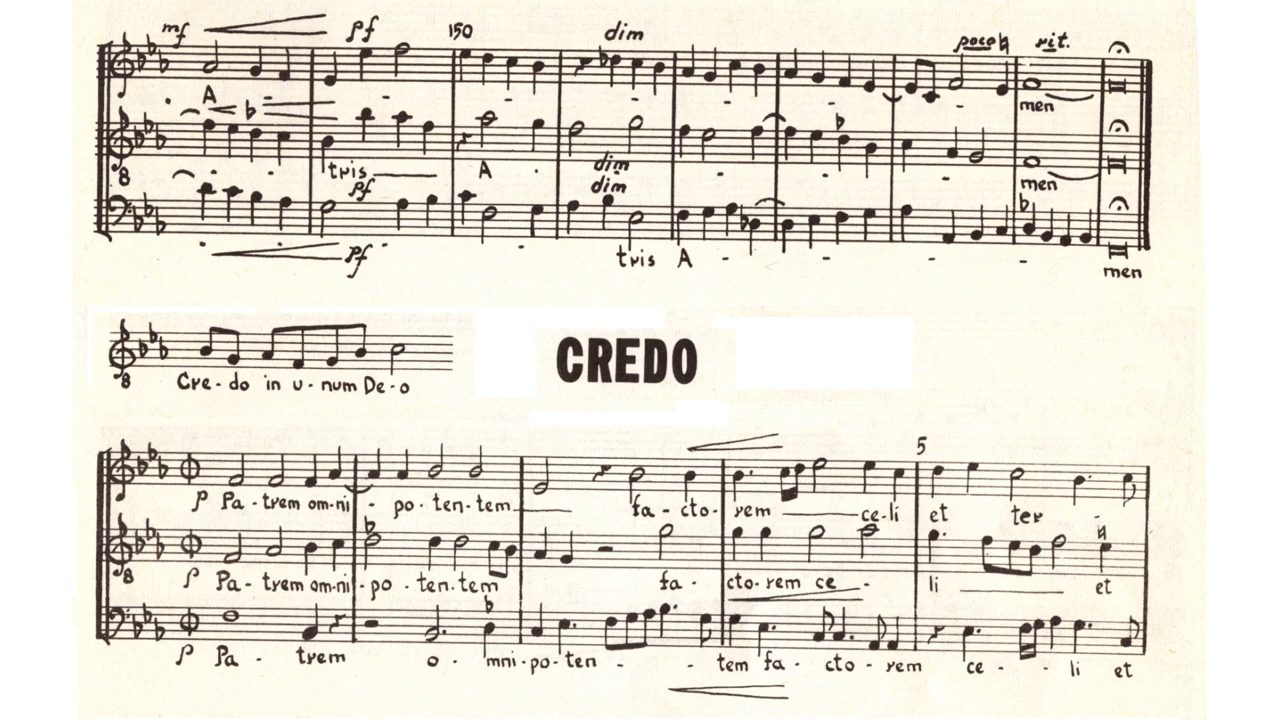 mf pf 150 dim poco rit.
A - - - - - - men
8 tris A - dim - - - men
pf dim
pf tris A - - - men
CREDO
8 Cre - do in u - num De - o
5
p Pa - trem om - ni - po - ten - tem fa - cto - rem ce - li et ter -
8 p Pa - trem om - ni - po - ten - tem fa - cto - rem ce - li et
p Pa - trem o - mni - po - ten - tem fa - cto - rem ce - li et